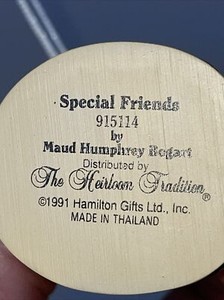 Special Friends
915114
by
Maud Humphrey Bogart
Distributed by
The Heirloom Tradition®
©1991 Hamilton Gifts Ltd., Inc.
MADE IN THAILAND